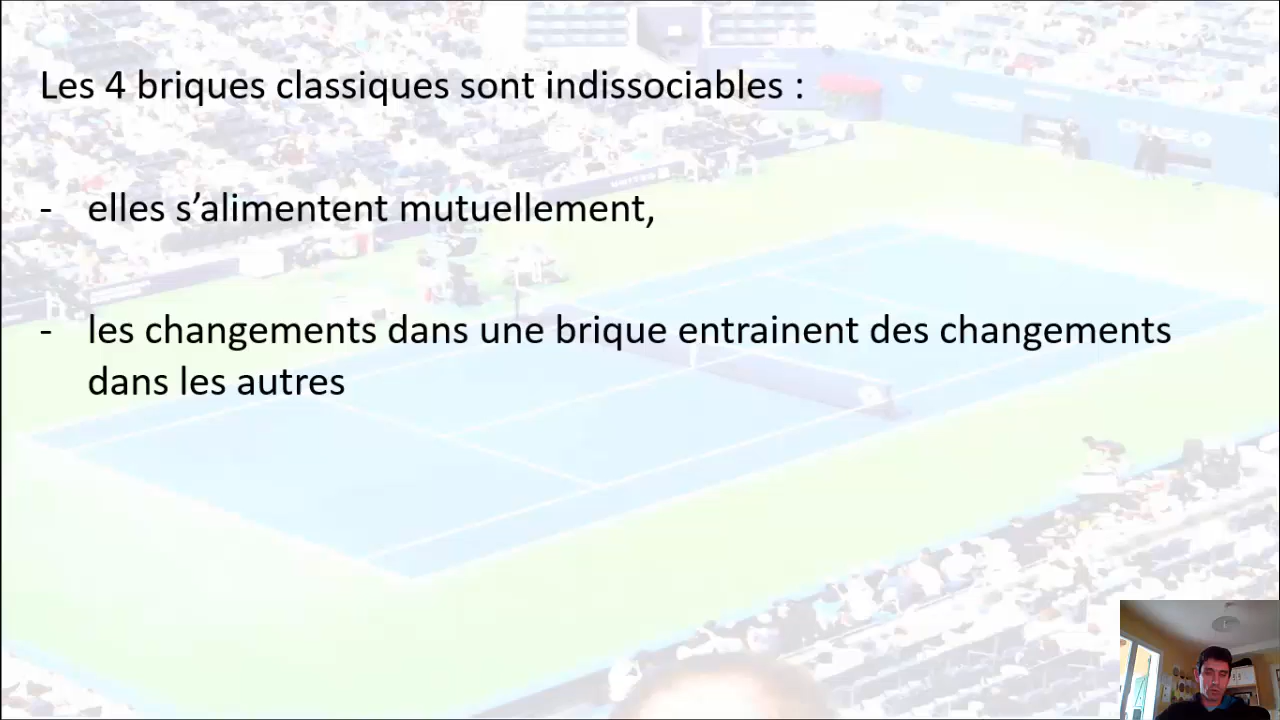 Les 4 briques classiques sont indissociables :
- elles s’alimentent mutuellement,
- les changements dans une brique entrainent des changements
dans les autres
CHASE